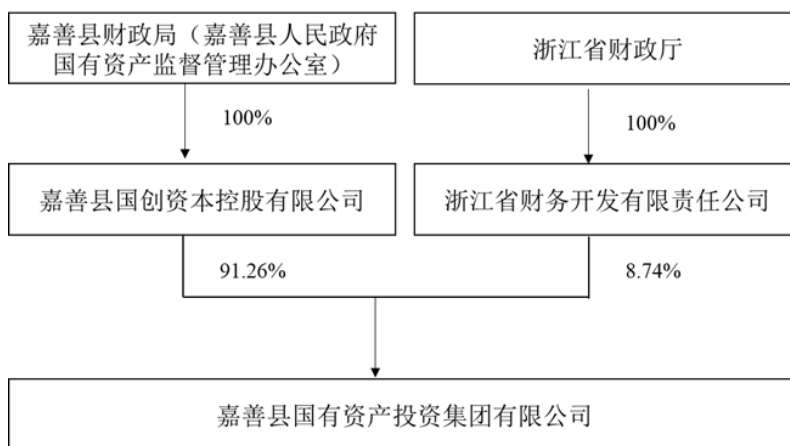 嘉善县财政局（嘉善县人民政府
国有资产监督管理办公室）
浙江省财政厅
100%
100%
嘉善县国创资本控股有限公司
浙江省财务开发有限责任公司
91.26%
8.74%
嘉善县国有资产投资集团有限公司